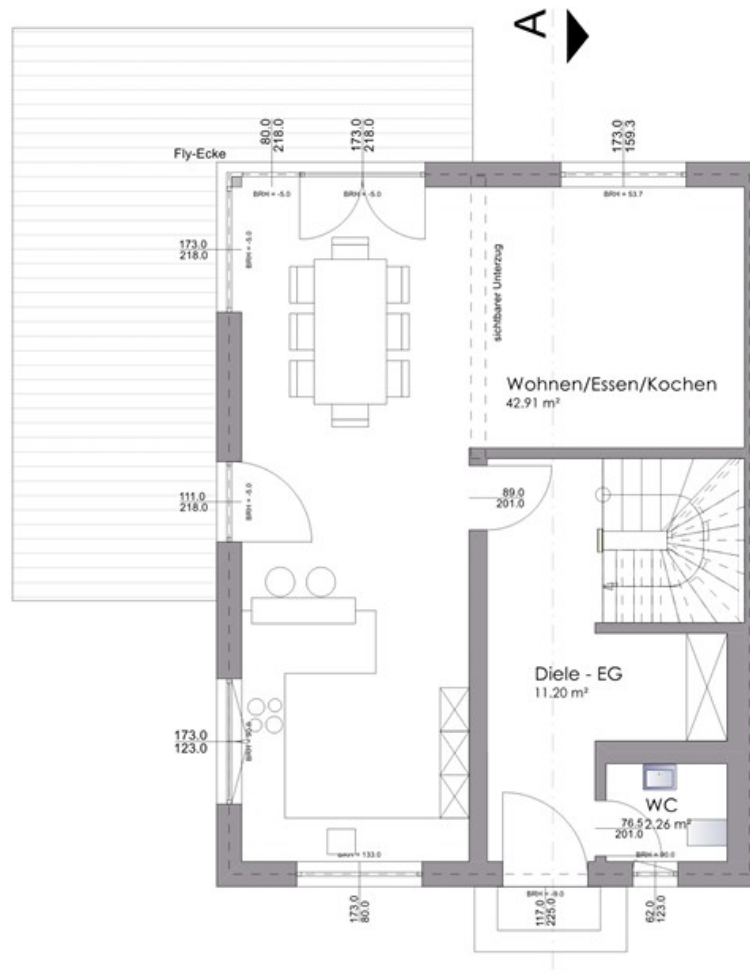 A
80.0
218.0
173.0
218.0
173.0
159.3
Fly-Ecke
BRH = -5.0
BRH = -5.0
BRH = 53.7
173.0
218.0
BRH = -5.0
sichtbarer Unterzug
Wohnen/Essen/Kochen
42.91 m²
111.0
218.0
BRH = -5.0
89.0
201.0
Diele - EG
11.20 m²
173.0
123.0
WC
2.26 m²
76.5
201.0
BRH = 133.0
BRH = 90.0
BRH = -9.0
173.0
80.0
117.0
225.0
62.0
123.0